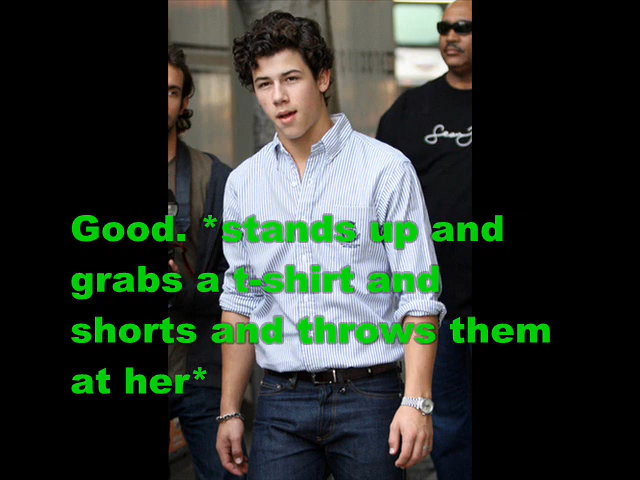 Good. *stands up and
grabs a t-shirt and
shorts and throws them
at her*